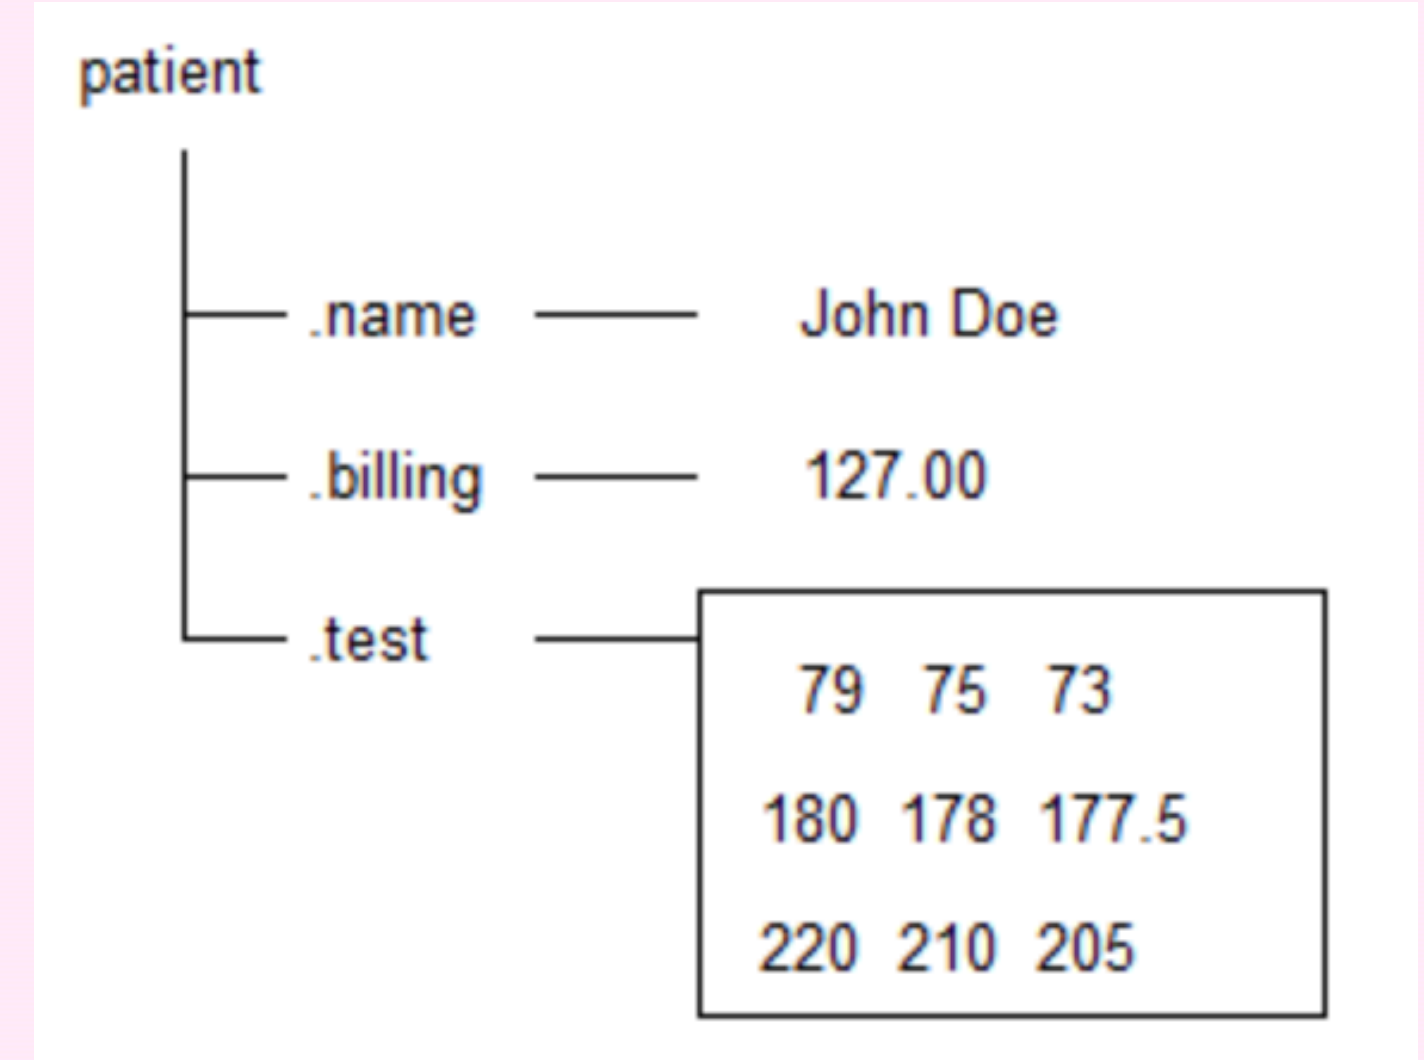 patient
.name John Doe
.billing 127.00
.test
79 75 73
180 178 177.5
220 210 205